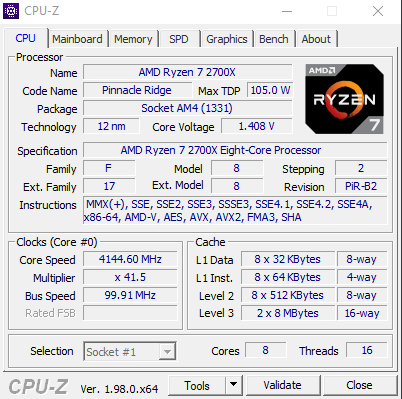 CPU-Z
CPU Mainboard Memory SPD Graphics Bench About
Processor
Name AMD Ryzen 7 2700X
Code Name Pinnacle Ridge Max TDP 105.0 W
Package Socket AM4 (1331)
Technology 12 nm Core Voltage 1.408 V
AMD
RYZEN
7
Specification AMD Ryzen 7 2700X Eight-Core Processor
Family F Model 8 Stepping 2
Ext. Family 17 Ext. Model 8 Revision PiR-B2
Instructions MMX(+), SSE, SSE2, SSE3, SSSE3, SSE4.1, SSE4.2, SSE4A,
x86-64, AMD-V, AES, AVX, AVX2, FMA3, SHA
Clocks (Core #0)
Core Speed 4144.60 MHz
Multiplier x 41.5
Bus Speed 99.91 MHz
Rated FSB
Cache
L1 Data 8 x 32 KBytes 8-way
L1 Inst. 8 x 64 KBytes 4-way
Level 2 8 x 512 KBytes 8-way
Level 3 2 x 8 MBytes 16-way
Selection Socket #1 Cores 8 Threads 16
CPU-Z Ver. 1.98.0.x64 Tools Validate Close